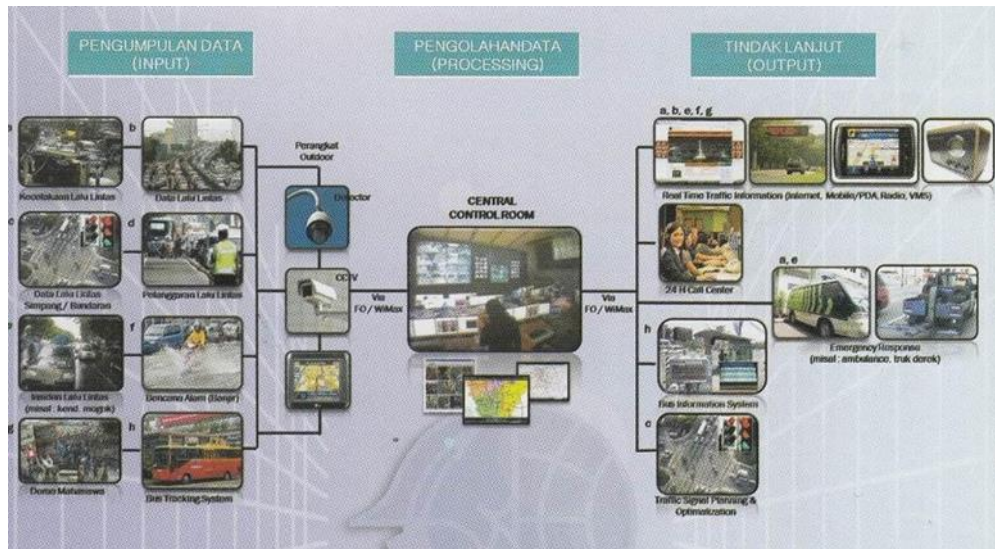 PENGUMPULAN DATA
(INPUT)
PENGOLAHANDATA
(PROCESSING)
TINDAK LANJUT
(OUTPUT)
a
b
Kecelakaan Lalu Lintas
Data Lalu Lintas
c
d
Data Lalu Lintas
Simpang / Bundaran
Pelanggaran Lalu Lintas
e
f
Insiden Lalu Lintas
(misal : kend. mogok)
Bencana Alam (Banjir)
g
h
Demo Mahasiswa
Bus Tracking System
Perangkat
Outdoor
Detector
CCTV
Via
FO / WiMax
CENTRAL
CONTROL ROOM
Via
FO / WiMax
a, b, e, f, g
Real Time Traffic Information (Internet, Mobile/PDA, Radio, VMS)
24 H Call Center
a, e
Emergency Response
(misal : ambulance, truk derek)
h
Bus Information System
c
Traffic Signal Planning &
Optimalization